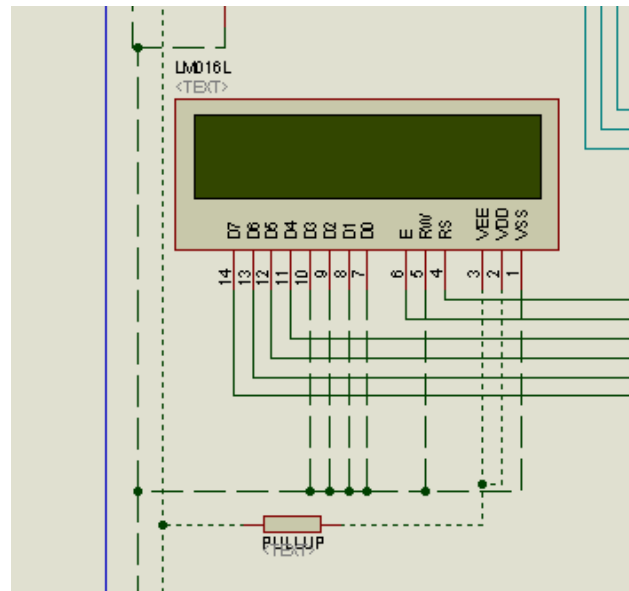 LM016L
<TEXT>
D7 D6 D5 D4 D3 D2 D1 D0 E RW RS VEE VDD VSS
14 13 12 11 10 9 8 7 6 5 4 3 2 1
PULLUP
<TEXT>